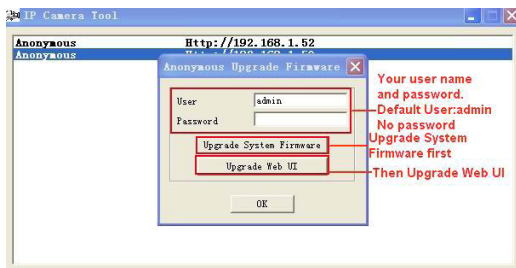 IP Camera Tool
Anonymous Http://192.168.1.52
Anonymous
Anonymous Upgrade Firmware
User admin
Password
Upgrade System Firmware
Upgrade Web UI
OK
Your user name
and password.
Default User:admin
No password
Upgrade System
Firmware first
Then Upgrade Web UI